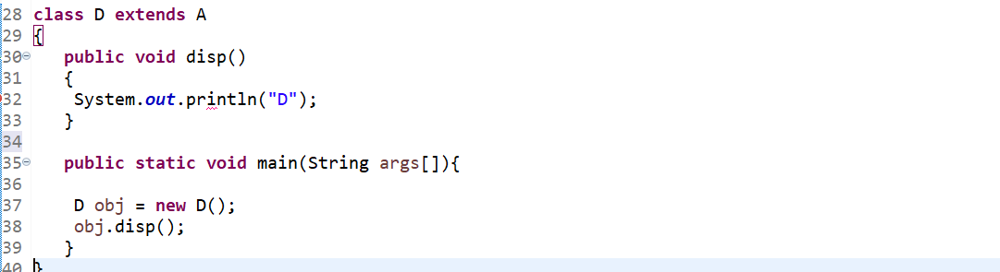 28 class D extends A
29 {
30 public void disp()
31 {
32 System.out.println("D");
33 }
34
35 public static void main(String args[]){
36
37 D obj = new D();
38 obj.disp();
39 }
40 }